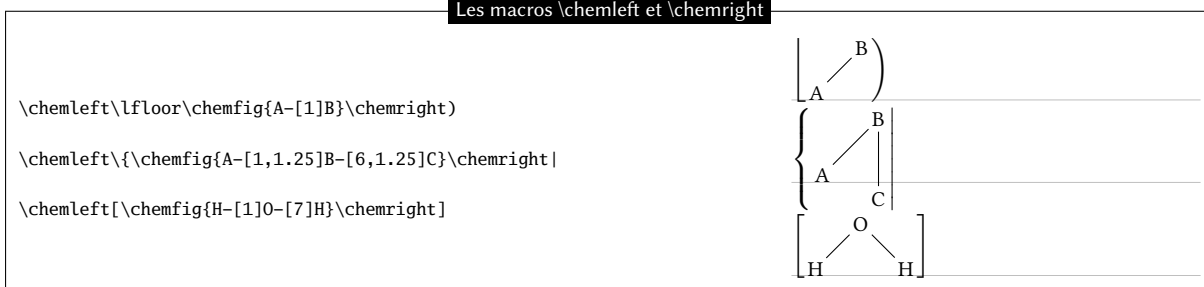 Les macros \chemleft et \chemright
\chemleft\lfloor\chemfig{A-[1]B}\chemright)
\chemleft\{\chemfig{A-[1,1.25]B-[6,1.25]C}\chemright|
\chemleft[\chemfig{H-[1]O-[7]H}\chemright]
B
A
B
A
C
O
H H